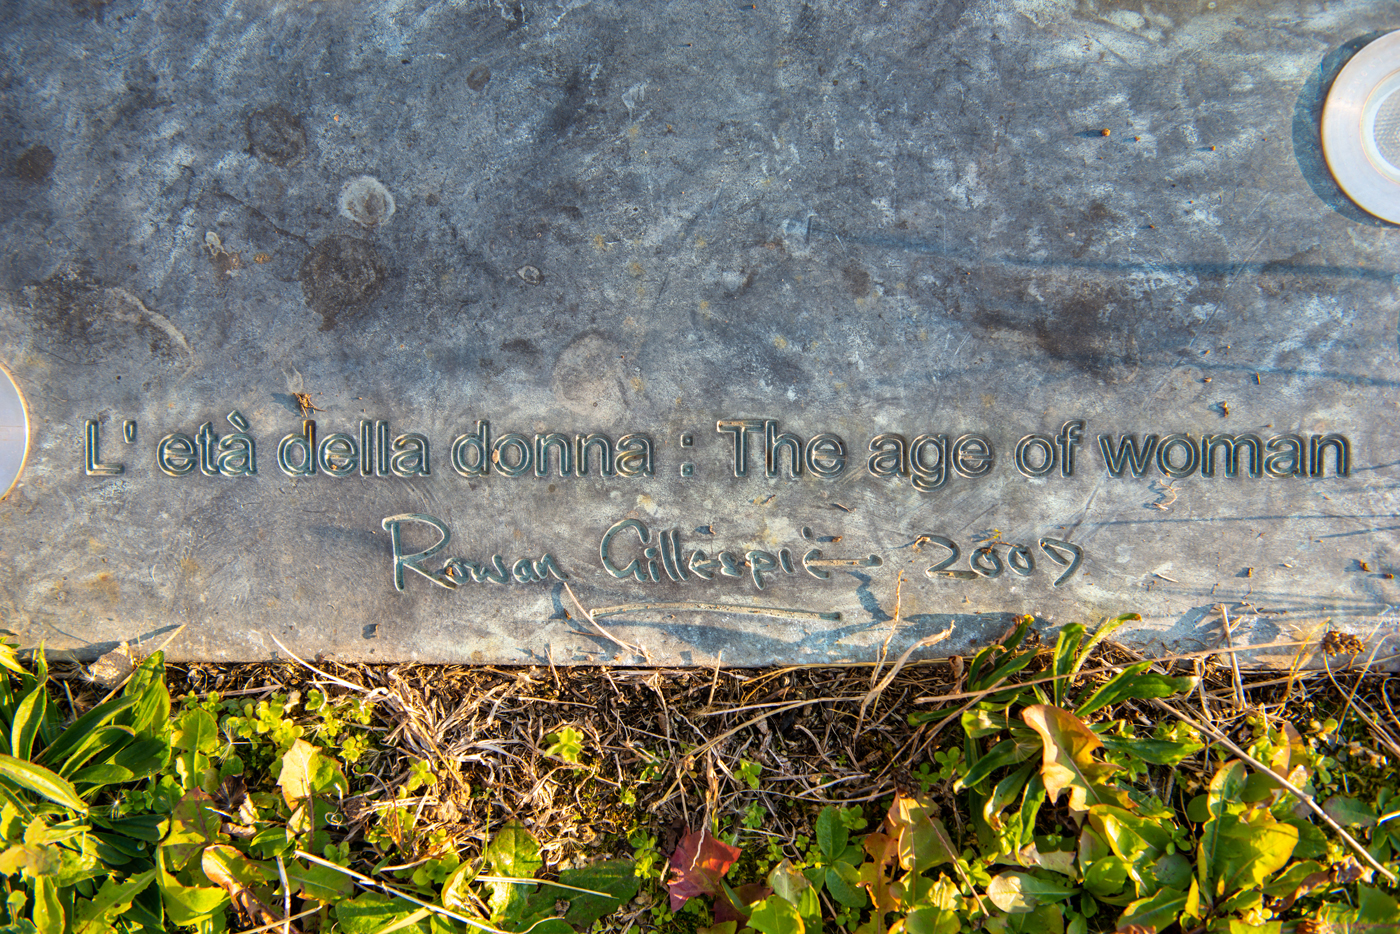 L' età della donna : The age of woman
Rowan Gillespie 2009